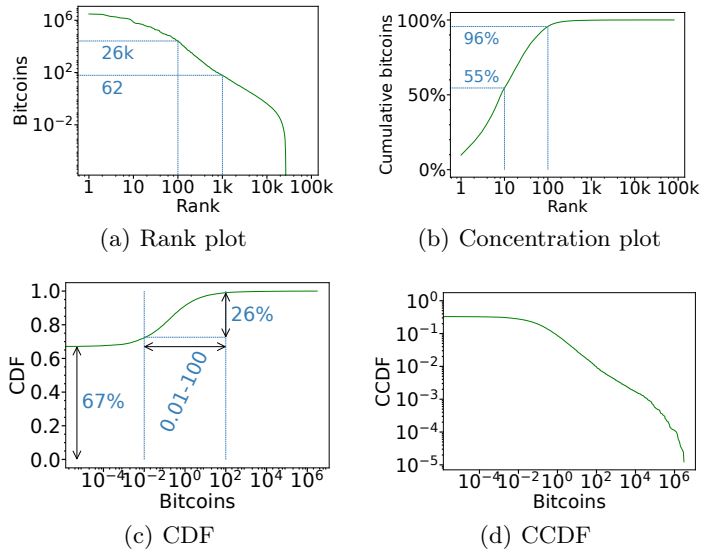 10^6
26k
10^2
62
10^-2
Bitcoins
1 10 100 1k 10k 100k
Rank
(a) Rank plot
100%
96%
55%
50%
0%
Cumulative bitcoins
1 10 100 1k 10k 100k
Rank
(b) Concentration plot
1.0
0.8
0.6
0.4
0.2
0.0
CDF
26%
67%
0.01-100
10^-4 10^-2 10^0 10^2 10^4 10^6
Bitcoins
(c) CDF
10^0
10^-1
10^-2
10^-3
10^-4
10^-5
CCDF
10^-4 10^-2 10^0 10^2 10^4 10^6
Bitcoins
(d) CCDF